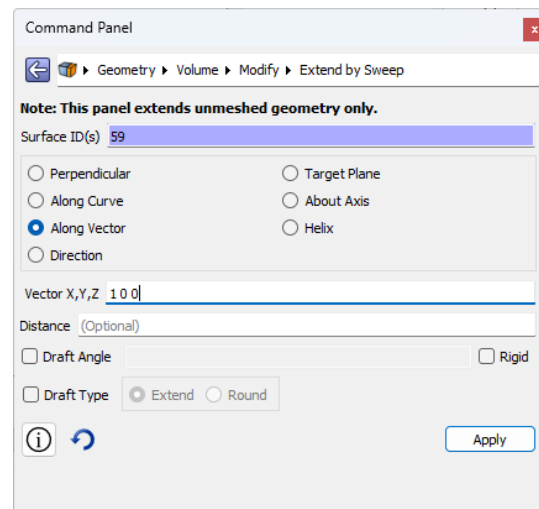 Command Panel
x
Geometry ▸ Volume ▸ Modify ▸ Extend by Sweep
Note: This panel extends unmeshed geometry only.
Surface ID(s) 59
Perpendicular Target Plane
Along Curve About Axis
Along Vector Helix
Direction
Vector X,Y,Z 1 0 0
Distance (Optional)
Draft Angle Rigid
Draft Type Extend Round
i Apply